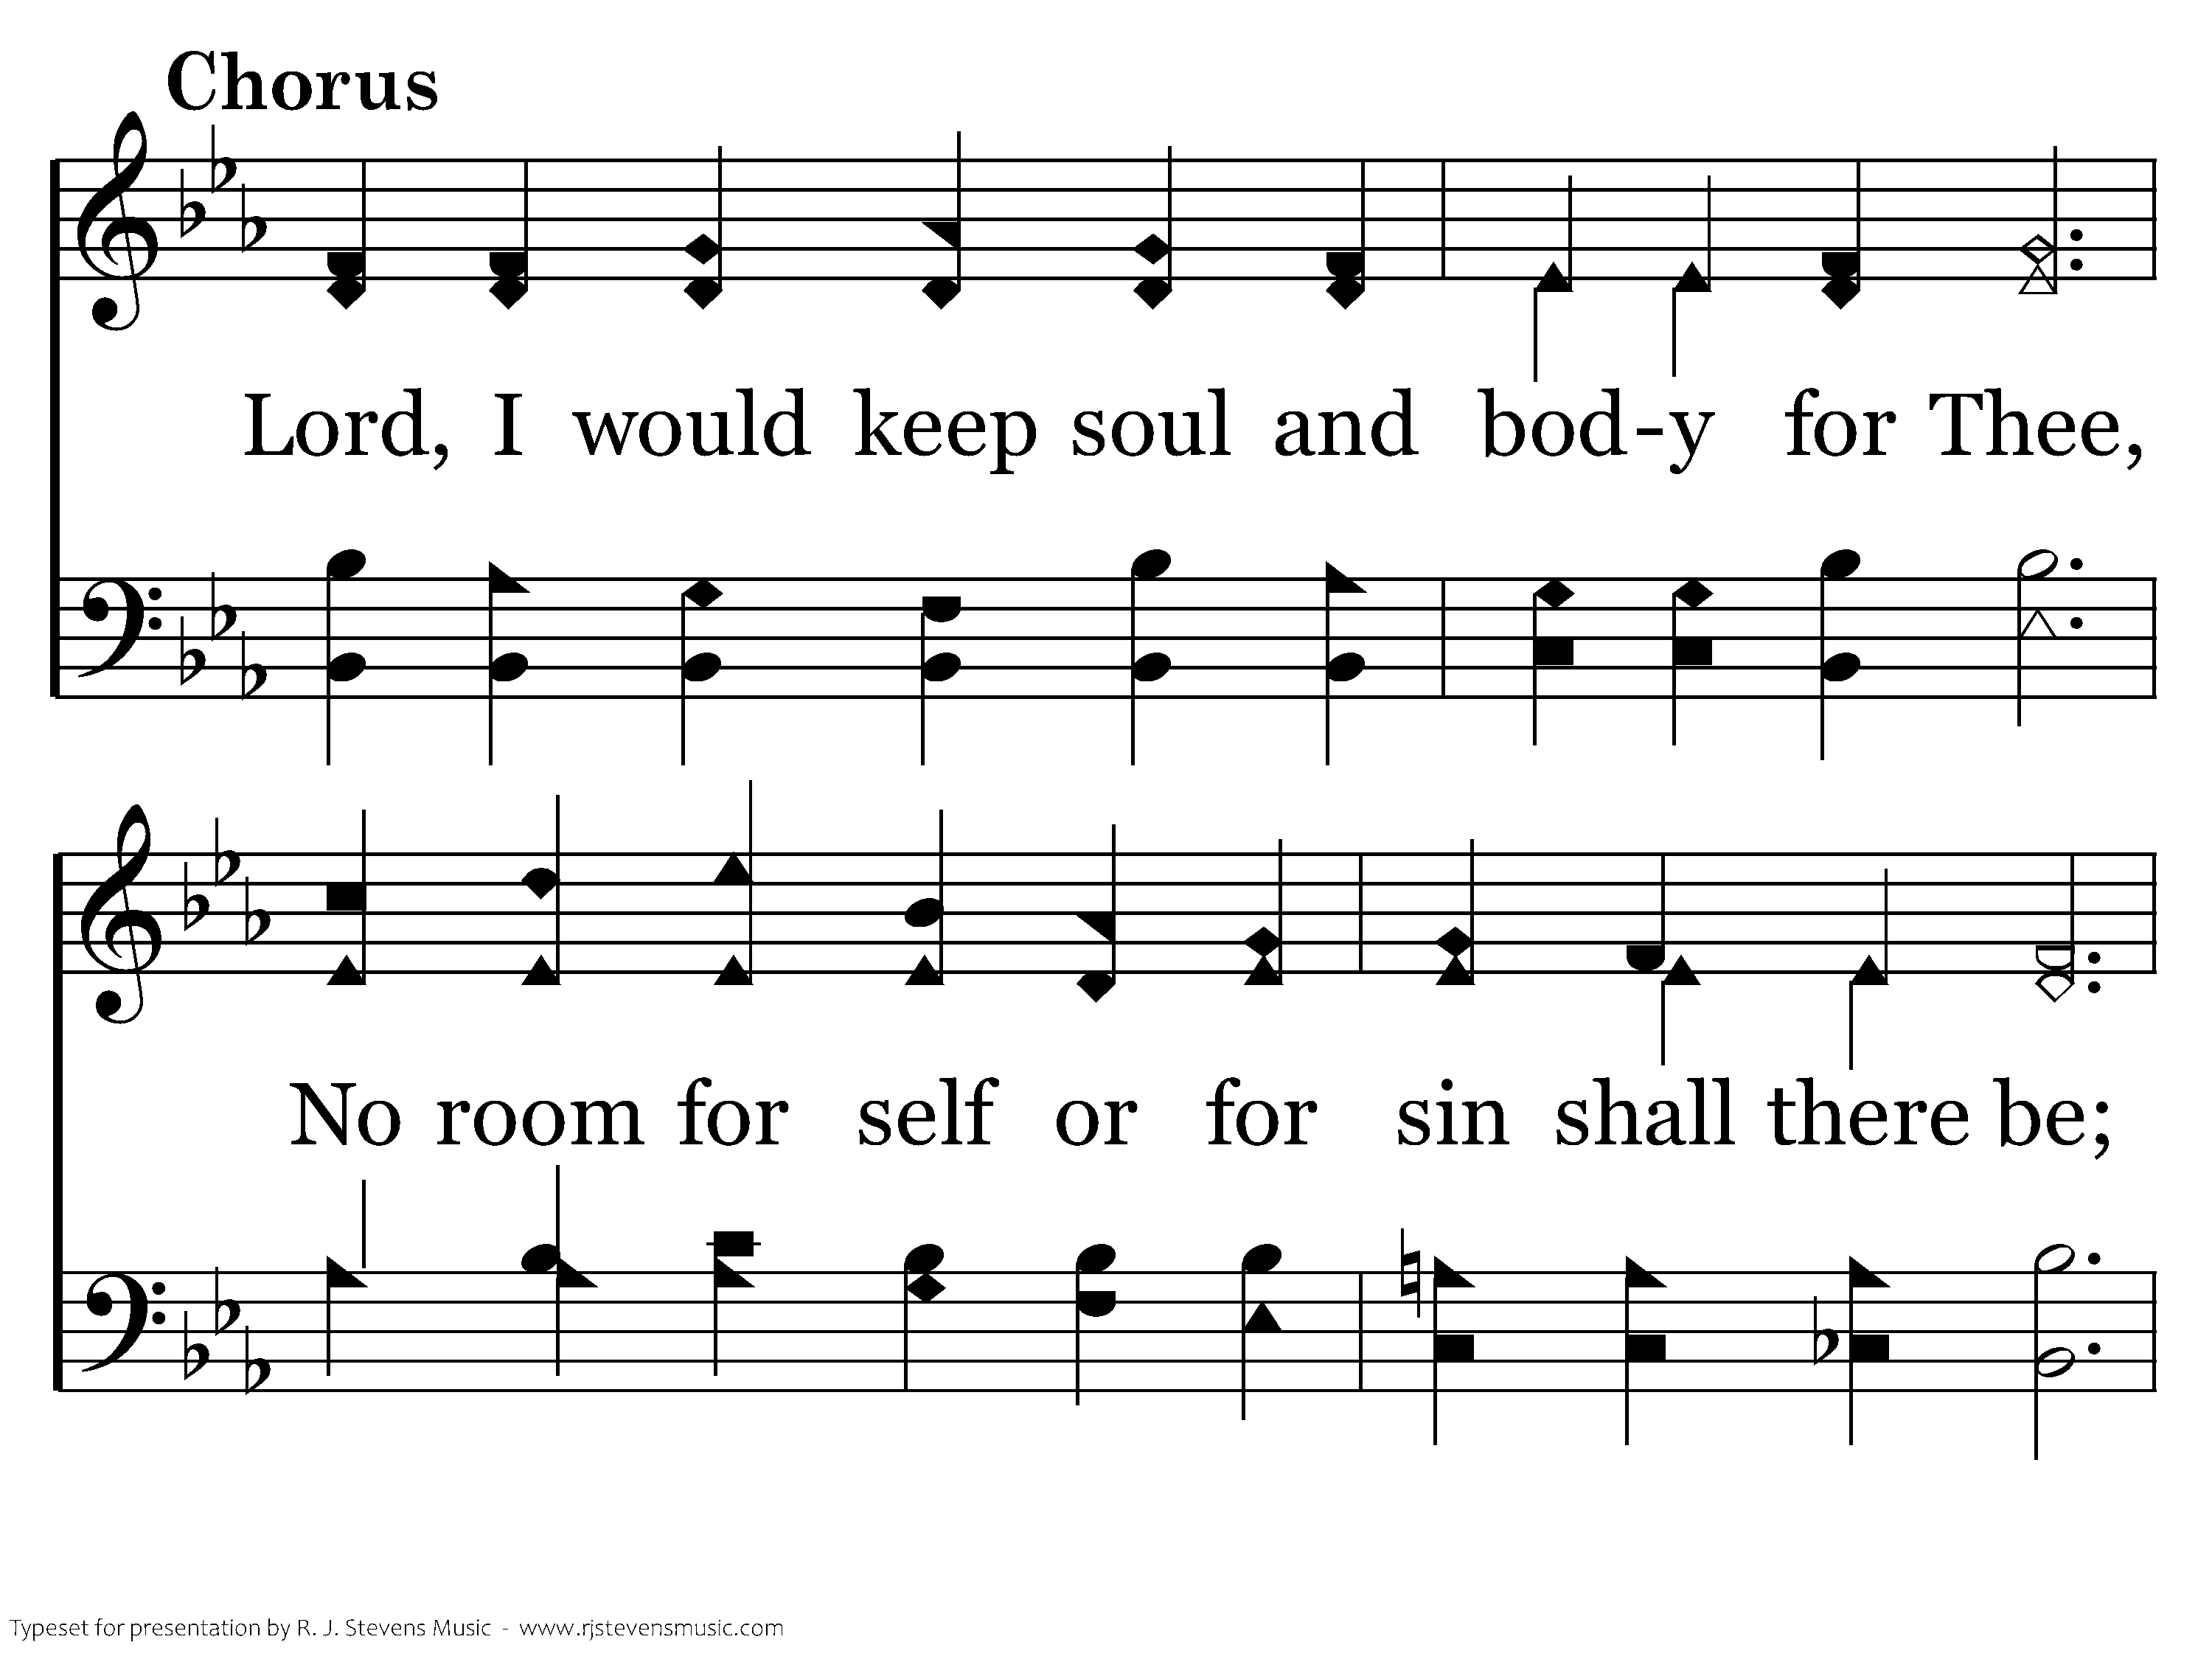 Chorus
Lord, I would keep soul and bod-y for Thee,
No room for self or for sin shall there be;
Typeset for presentation by R. J. Stevens Music - www.rjstevensmusic.com